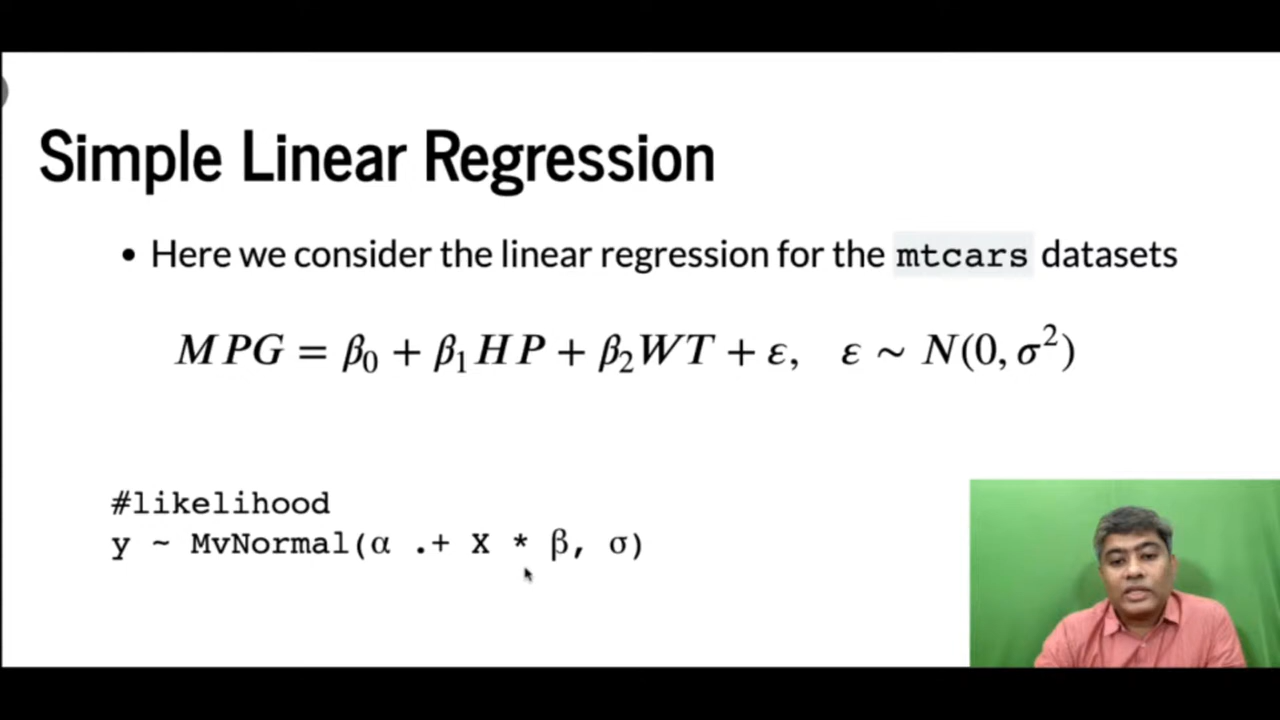 Simple Linear Regression
• Here we consider the linear regression for the mtcars datasets
MPG = β₀ + β₁HP + β₂WT + ε, ε ~ N(0, σ²)
#likelihood
y ~ MvNormal(α .+ X * β, σ)